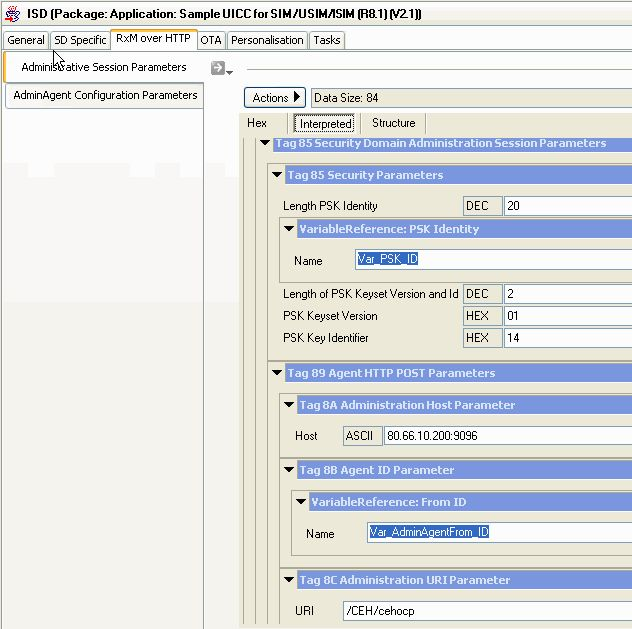 ISD (Package: Application: Sample UICC for SIM/USIM/ISIM (R8.1) (V2.1))
General SD Specific RxM over HTTP OTA Personalisation Tasks
Administrative Session Parameters
AdminAgent Configuration Parameters
Actions Data Size: 84
Hex Interpreted Structure
Tag 85 Security Domain Administration Session Parameters
Tag 85 Security Parameters
Length PSK Identity DEC 20
VariableReference: PSK Identity
Name Var_PSK_ID
Length of PSK Keyset Version and Id DEC 2
PSK Keyset Version HEX 01
PSK Key Identifier HEX 14
Tag 89 Agent HTTP POST Parameters
Tag 8A Administration Host Parameter
Host ASCII 80.66.10.200:9096
Tag 8B Agent ID Parameter
VariableReference: From ID
Name Var_AdminAgentFrom_ID
Tag 8C Administration URI Parameter
URI /CEH/cehocp